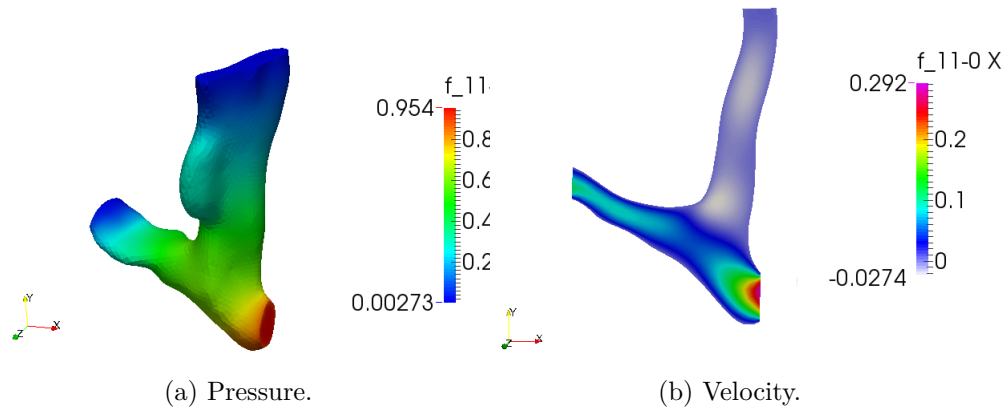 f_11-
0.954
0.8
0.6
0.4
0.2
0.00273
Y
X
Z
(a) Pressure.
f_11-0 X
0.292
0.2
0.1
0
-0.0274
Y
X
Z
(b) Velocity.